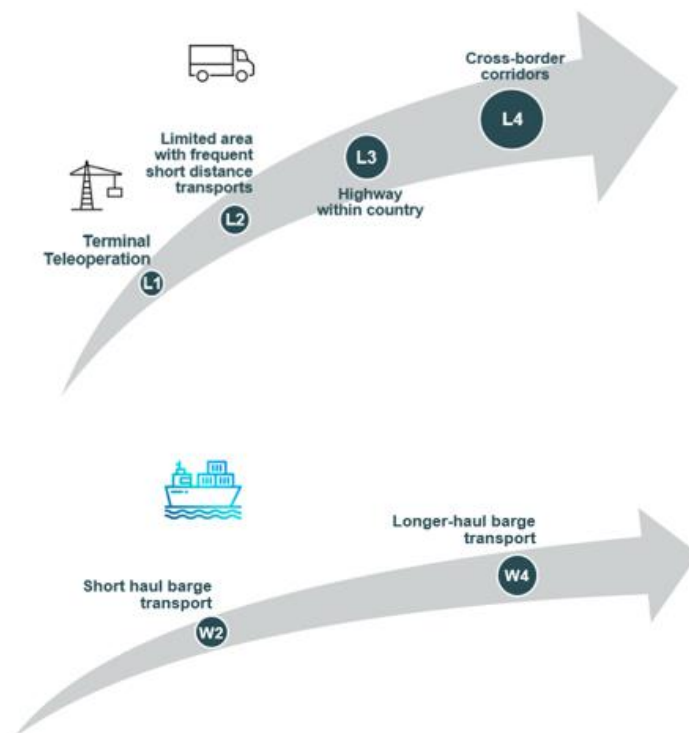 Cross-border
corridors
L4
Limited area
with frequent
short distance
transports
L3
Highway
within country
L2
Terminal
Teleoperation
L1
Longer-haul barge
transport
W4
Short haul barge
transport
W2